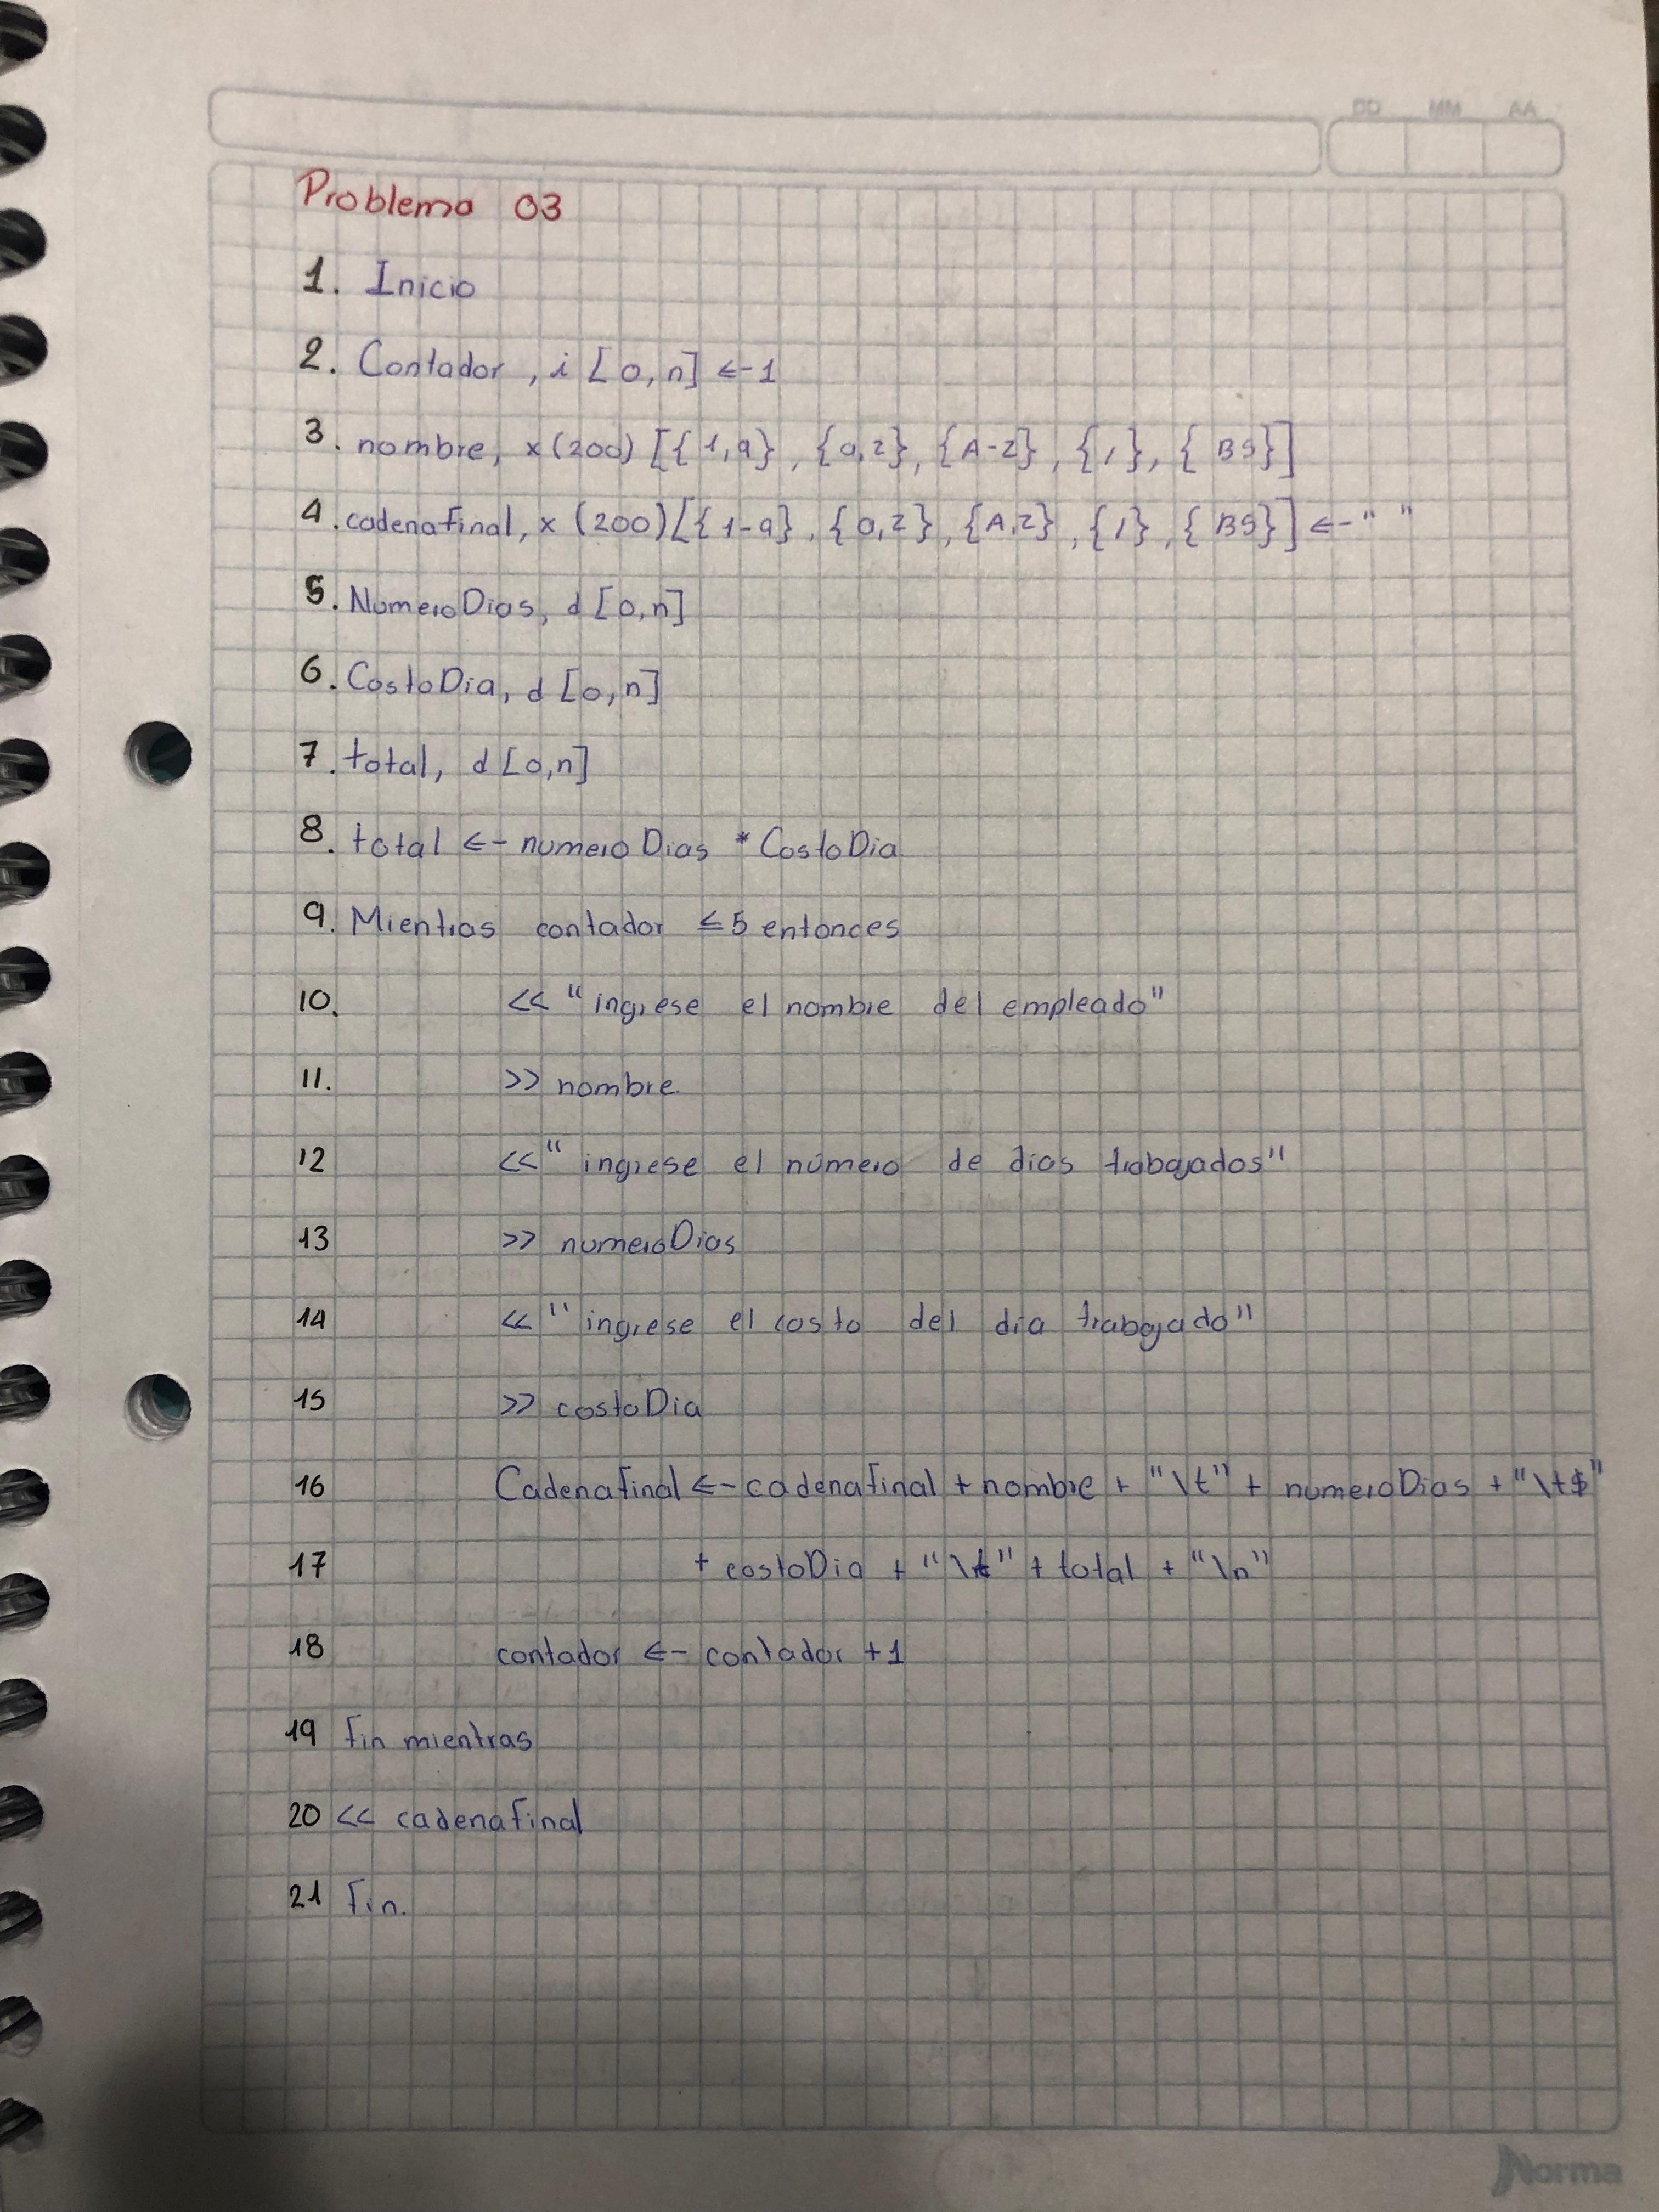 DD MM AA
Problema 03
1. Inicio
2. Contador, i [0,n] <-1
3. nombre, x(200) [{1,9}, {a,z}, {A-Z}, {/}, {BS}]
4. cadenafinal, x (200)[{1-9}, {a,z}, {A,Z}, {/}, {BS}] <- " "
5. NumeroDias, d [0,n]
6. CostoDia, d [0,n]
7. total, d [0,n]
8. total <- numeroDias * CostoDia
9. Mientras contador ≤5 entonces
10. << "ingrese el nombre del empleado"
11. >> nombre
12 << "ingrese el número de dias trabajados"
13 >> numeroDias
14 << "ingrese el costo del dia trabajado"
15 >> costoDia
16 Cadenafinal <- cadenafinal + nombre + "\t" + numeroDias + "\t$"
17 + costoDia + "\t" + total + "\n"
18 contador <- contador +1
19 fin mientras
20 << cadenafinal
21 fin.
Norma